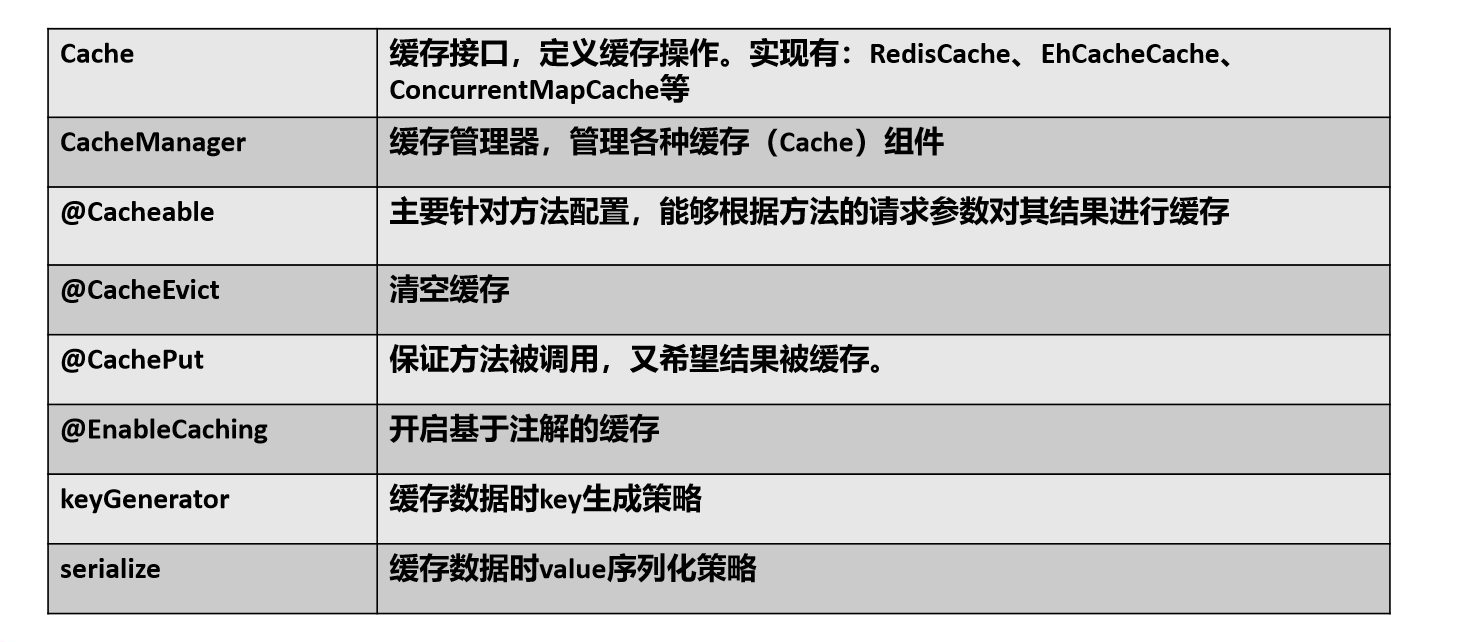 Cache
缓存接口，定义缓存操作。实现有：RedisCache、EhCacheCache、
ConcurrentMapCache等
CacheManager
缓存管理器，管理各种缓存（Cache）组件
@Cacheable
主要针对方法配置，能够根据方法的请求参数对其结果进行缓存
@CacheEvict
清空缓存
@CachePut
保证方法被调用，又希望结果被缓存。
@EnableCaching
开启基于注解的缓存
keyGenerator
缓存数据时key生成策略
serialize
缓存数据时value序列化策略